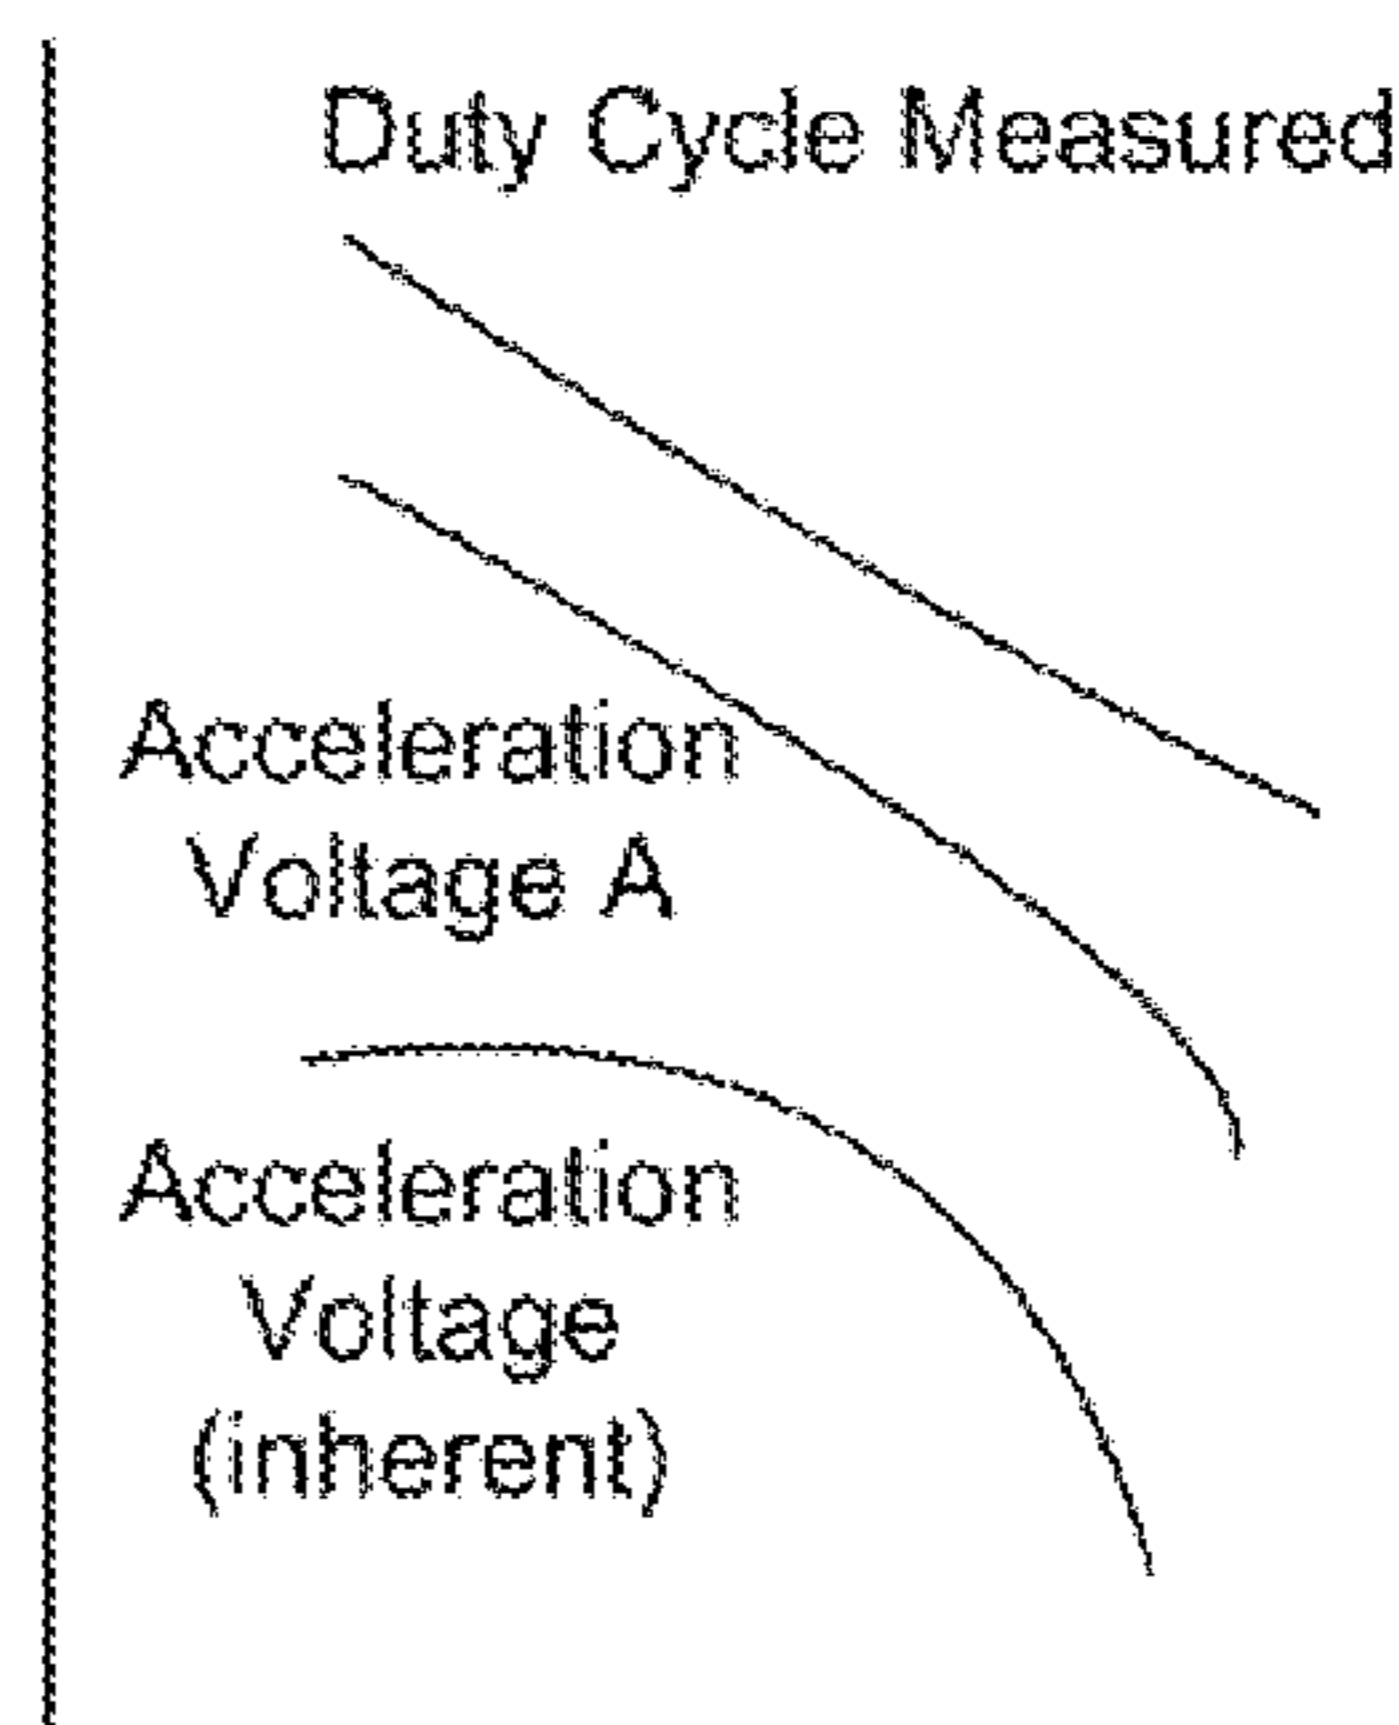 Duty Cycle Measured
Acceleration
Voltage A
Acceleration
Voltage
(inherent)